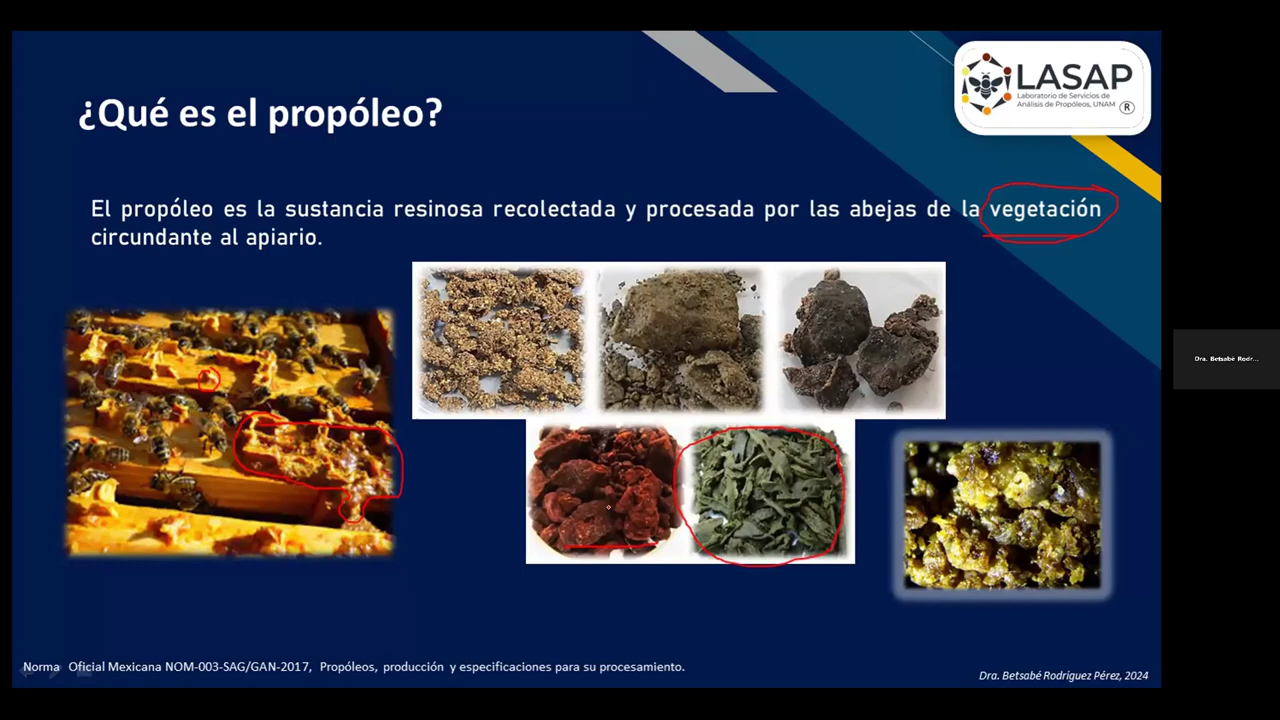 LASAP
Laboratorio de Servicios de
Análisis de Propóleos, UNAM
®
¿Qué es el propóleo?
El propóleo es la sustancia resinosa recolectada y procesada por las abejas de la vegetación
circundante al apiario.
Dra. Betsabé Rodr...
Norma Oficial Mexicana NOM-003-SAG/GAN-2017, Propóleos, producción y especificaciones para su procesamiento.
Dra. Betsabé Rodríguez Pérez, 2024